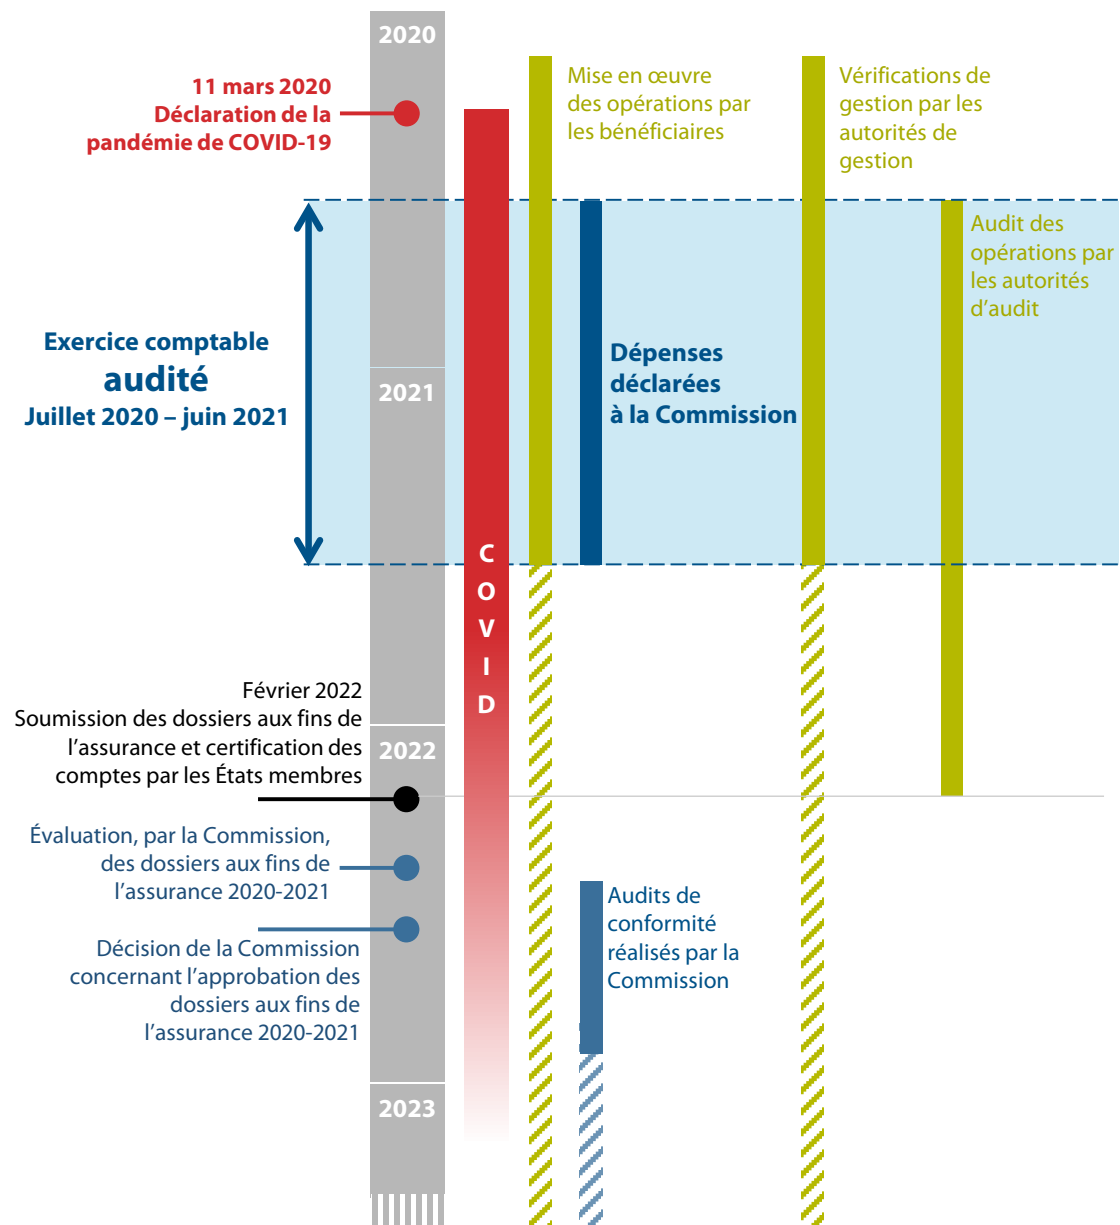 2020
11 mars 2020
Déclaration de la
pandémie de COVID-19
Mise en œuvre
des opérations par
les bénéficiaires
Vérifications de
gestion par les
autorités de
gestion
Audit des
opérations par
les autorités
d’audit
Exercice comptable
audité
Juillet 2020 – juin 2021
2021
Dépenses
déclarées
à la Commission
C
O
V
I
D
Février 2022
Soumission des dossiers aux fins de
l’assurance et certification des
comptes par les États membres
2022
Évaluation, par la Commission,
des dossiers aux fins de
l’assurance 2020-2021
Décision de la Commission
concernant l’approbation des
dossiers aux fins de
l’assurance 2020-2021
Audits de
conformité
réalisés par la
Commission
2023